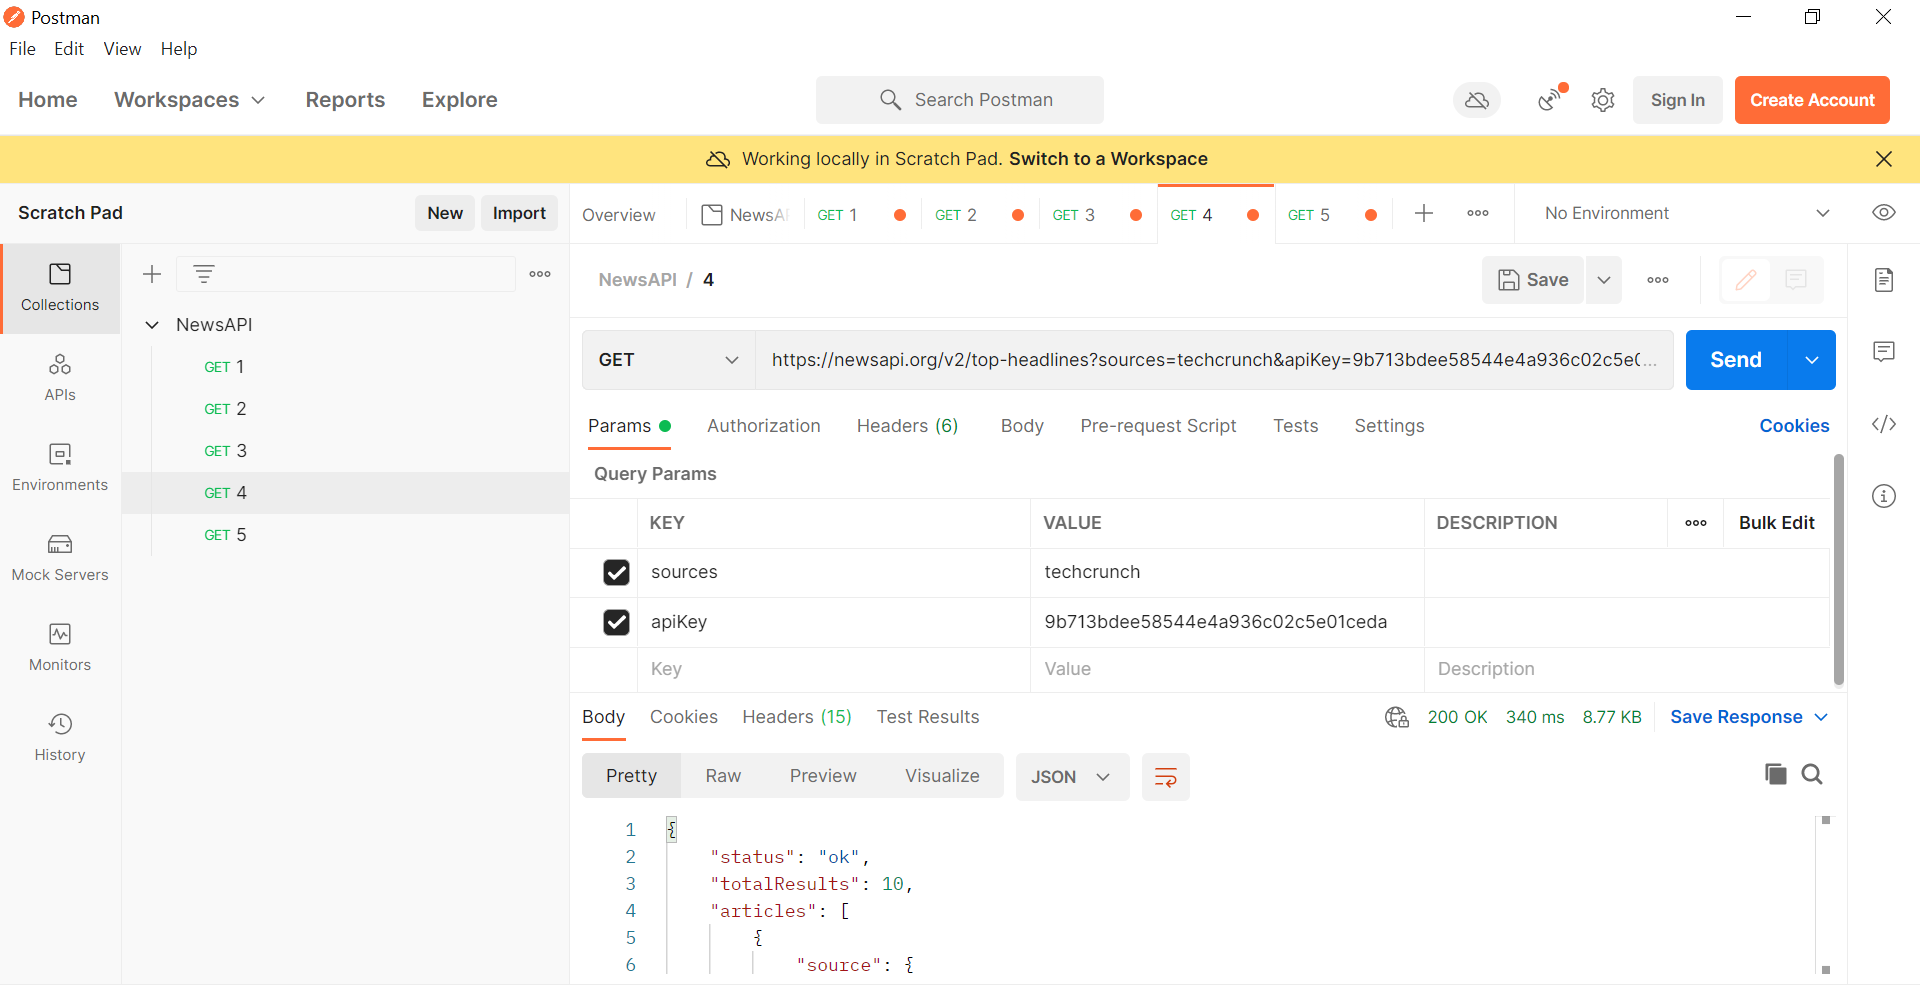 Postman
File Edit View Help
Home Workspaces Reports Explore Search Postman Sign In Create Account
Working locally in Scratch Pad. Switch to a Workspace
Scratch Pad New Import Overview NewsAP GET 1 GET 2 GET 3 GET 4 GET 5 No Environment
Collections
APIs
Environments
Mock Servers
Monitors
History
NewsAPI
GET 1
GET 2
GET 3
GET 4
GET 5
NewsAPI / 4 Save
GET https://newsapi.org/v2/top-headlines?sources=techcrunch&apiKey=9b713bdee58544e4a936c02c5e0... Send
Params Authorization Headers (6) Body Pre-request Script Tests Settings Cookies
Query Params
KEY VALUE DESCRIPTION Bulk Edit
sources techcrunch
apiKey 9b713bdee58544e4a936c02c5e01ceda
Key Value Description
Body Cookies Headers (15) Test Results 200 OK 340 ms 8.77 KB Save Response
Pretty Raw Preview Visualize JSON
1 {
2 "status": "ok",
3 "totalResults": 10,
4 "articles": [
5 {
6 "source": {